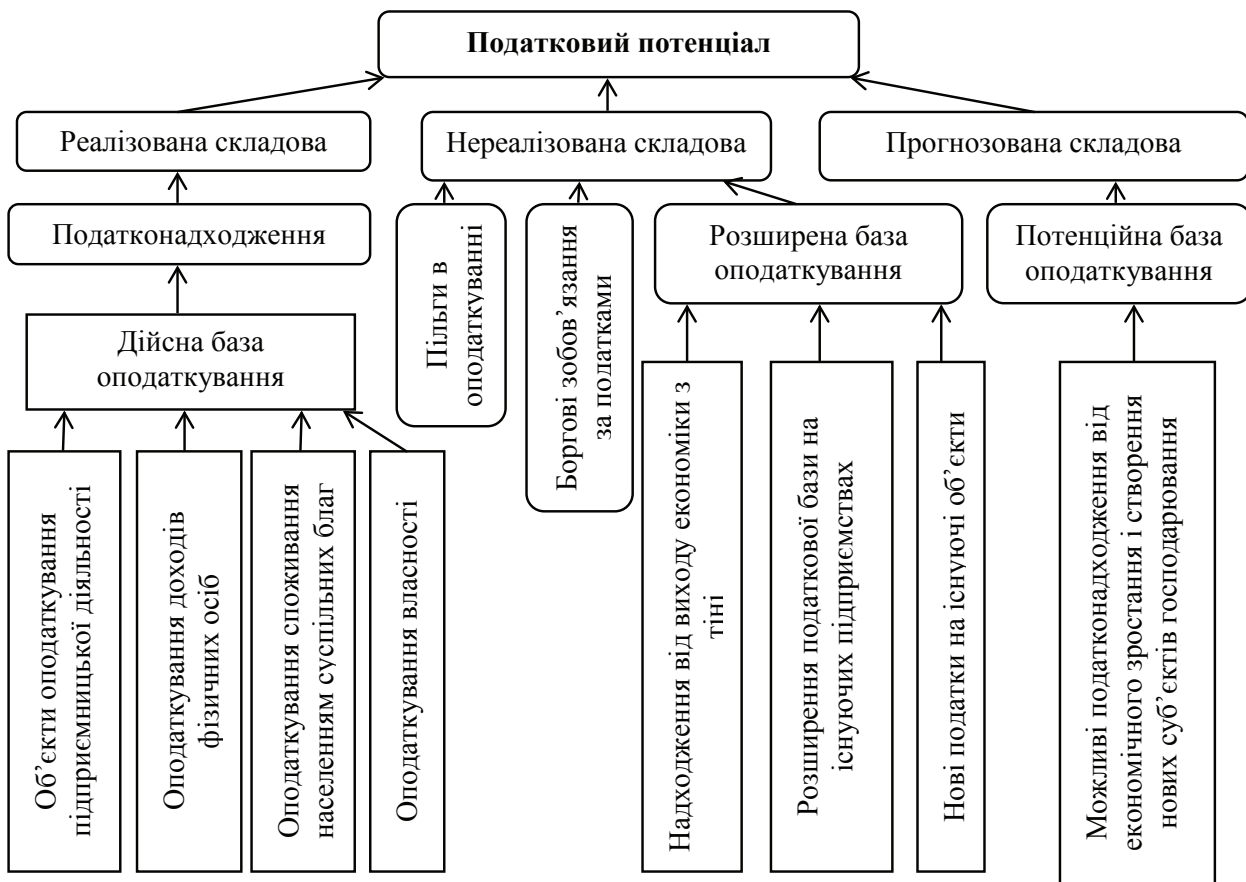 Податковий потенціал
Реалізована складова
Нереалізована складова
Прогнозована складова
Податконадходження
Пільги в
оподаткуванні
Боргові зобов’язання
за податками
Розширена база
оподаткування
Потенційна база
оподаткування
Дійсна база
оподаткування
Об’єкти оподаткування
підприємницької діяльності
Оподаткування доходів
фізичних осіб
Оподаткування споживання
населенням суспільних благ
Оподаткування власності
Надходження від виходу економіки з
тіні
Розширення податкової бази на
існуючих підприємствах
Нові податки на існуючі об’єкти
Можливі податконадходження від
економічного зростання і створення
нових суб’єктів господарювання